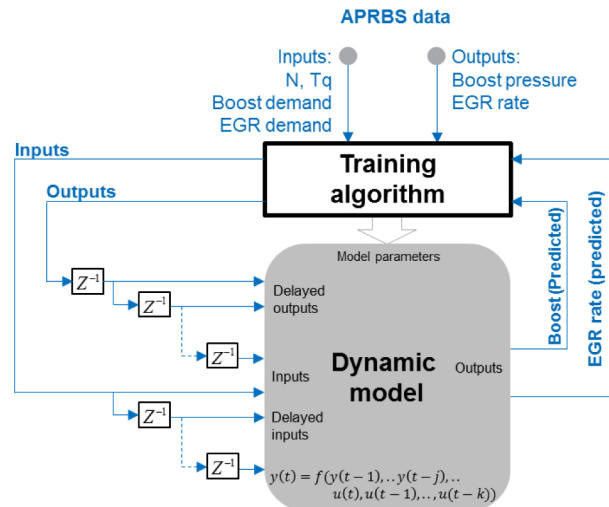 APRBS data
Inputs:
N, Tq
Boost demand
EGR demand
Outputs:
Boost pressure
EGR rate
Inputs
Outputs
Training
algorithm
Model parameters
Z⁻¹
Z⁻¹
Z⁻¹
Z⁻¹
Z⁻¹
Delayed
outputs
Inputs
Delayed
inputs
Dynamic
model
Outputs
y(t) = f(y(t−1),..y(t−j),..
u(t),u(t−1),..,u(t−k))
Boost (Predicted)
EGR rate (predicted)